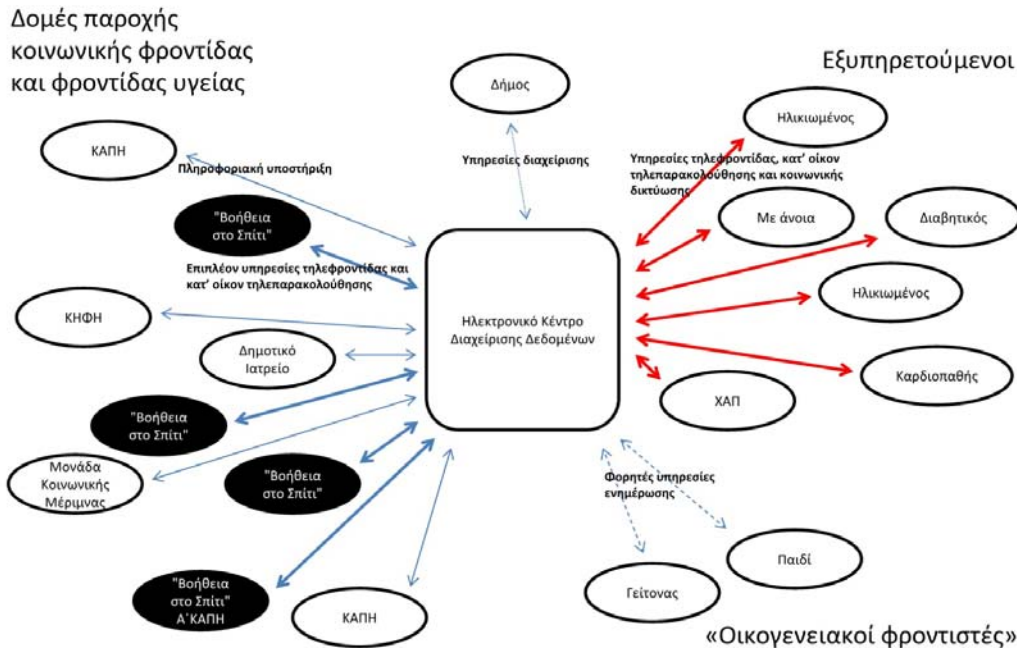 Δομές παροχής
κοινωνικής φροντίδας
και φροντίδας υγείας
Εξυπηρετούμενοι
Δήμος
Ηλικιωμένος
ΚΑΠΗ
Πληροφοριακή υποστήριξη
Υπηρεσίες διαχείρισης
Υπηρεσίες τηλεφροντίδας, κατ' οίκον
τηλεπαρακολούθησης και κοινωνικής
δικτύωσης
"Βοήθεια
στο Σπίτι"
Με άνοια
Διαβητικός
Επιπλέον υπηρεσίες τηλεφροντίδας και
κατ' οίκον τηλεπαρακολούθησης
Ηλικιωμένος
ΚΗΦΗ
Ηλεκτρονικό Κέντρο
Διαχείρισης Δεδομένων
Δημοτικό
Ιατρείο
Καρδιοπαθής
ΧΑΠ
"Βοήθεια
στο Σπίτι"
Μονάδα
Κοινωνικής
Μέριμνας
"Βοήθεια
στο Σπίτι"
Φορητές υπηρεσίες
ενημέρωσης
Παιδί
Γείτονας
"Βοήθεια
στο Σπίτι"
Α΄ΚΑΠΗ
ΚΑΠΗ
«Οικογενειακοί φροντιστές»